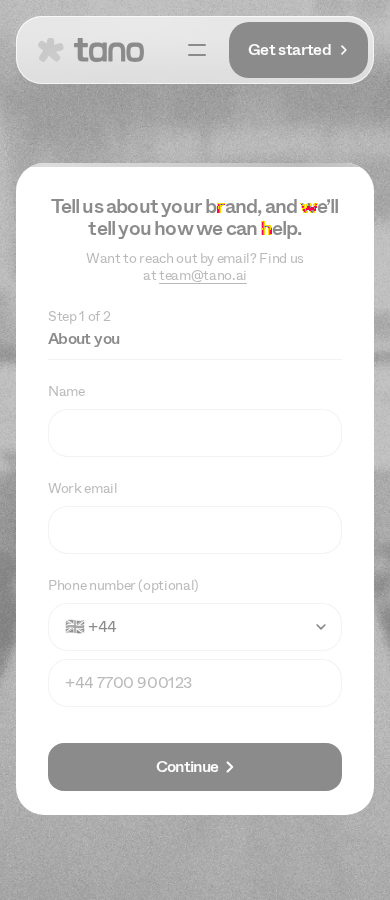 tano
Get started
Tell us about your brand, and we’ll
tell you how we can help.
Want to reach out by email? Find us
at team@tano.ai
Step 1 of 2
About you
Name
Work email
Phone number (optional)
🇬🇧 +44
+44 7700 900123
Continue